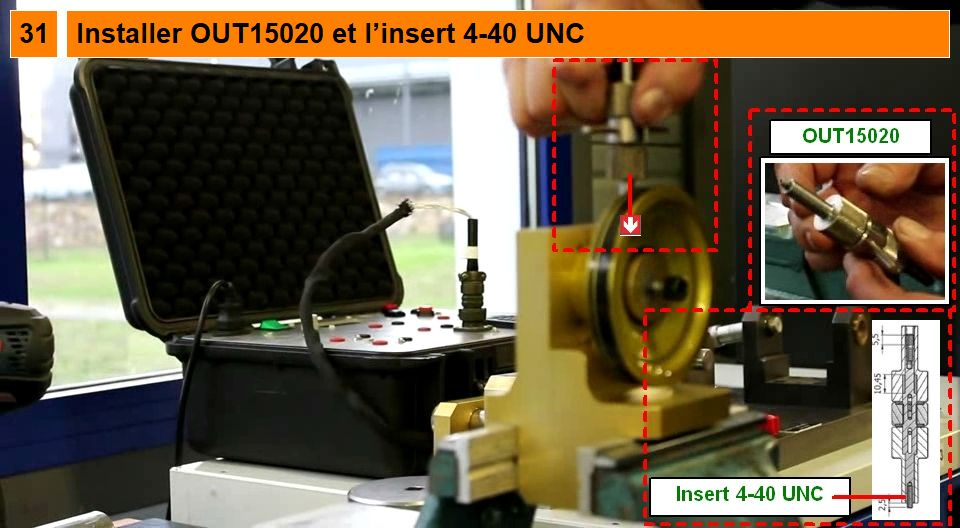 31 Installer OUT15020 et l’insert 4-40 UNC
OUT15020
5,5
10,45
Insert 4-40 UNC
2,5